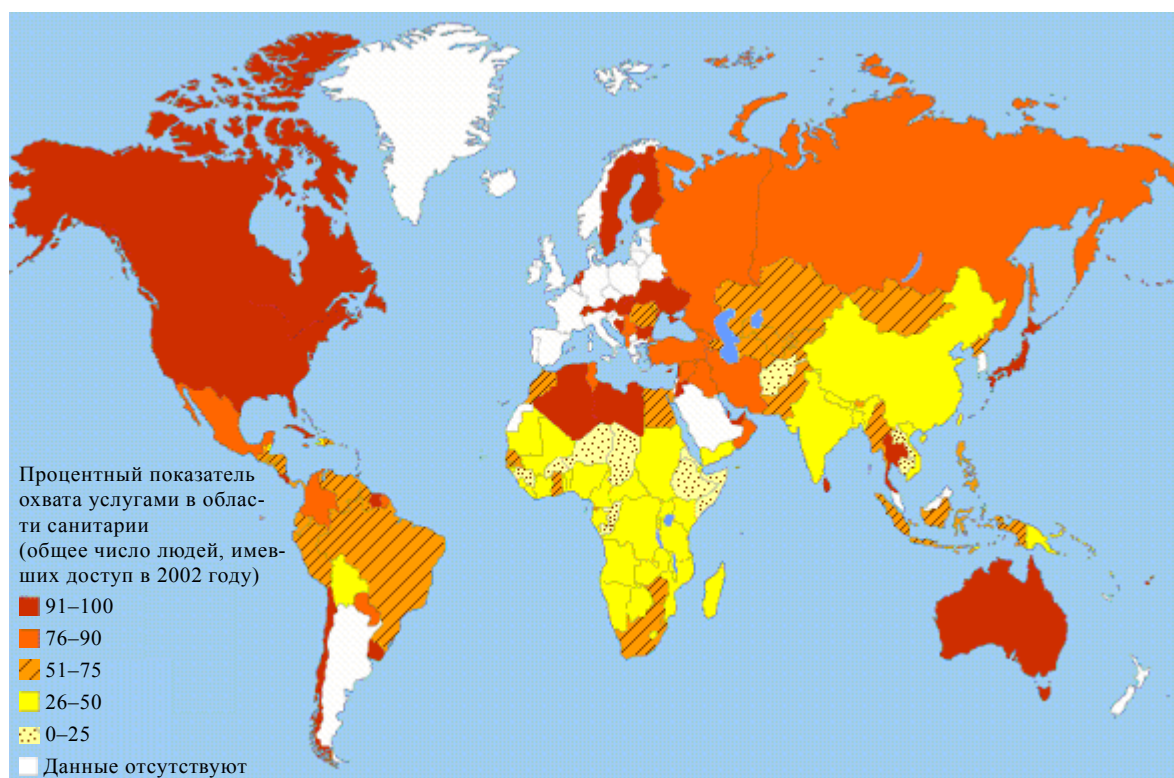 Процентный показатель
охвата услугами в облас-
ти санитарии
(общее число людей, имев-
ших доступ в 2002 году)
91–100
76–90
51–75
26–50
0–25
Данные отсутствуют